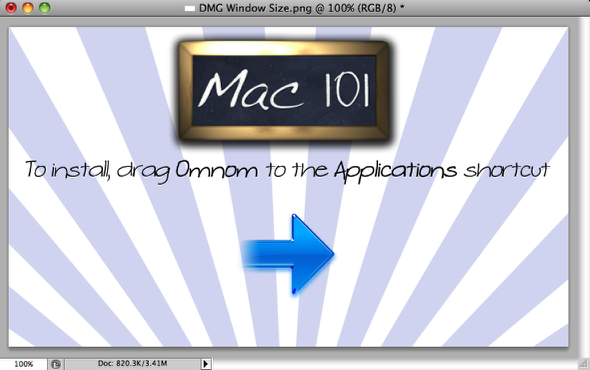 DMG Window Size.png @ 100% (RGB/8) *
Mac 101
To install, drag Omnom to the Applications shortcut
100%
Doc: 820.3K/3.41M